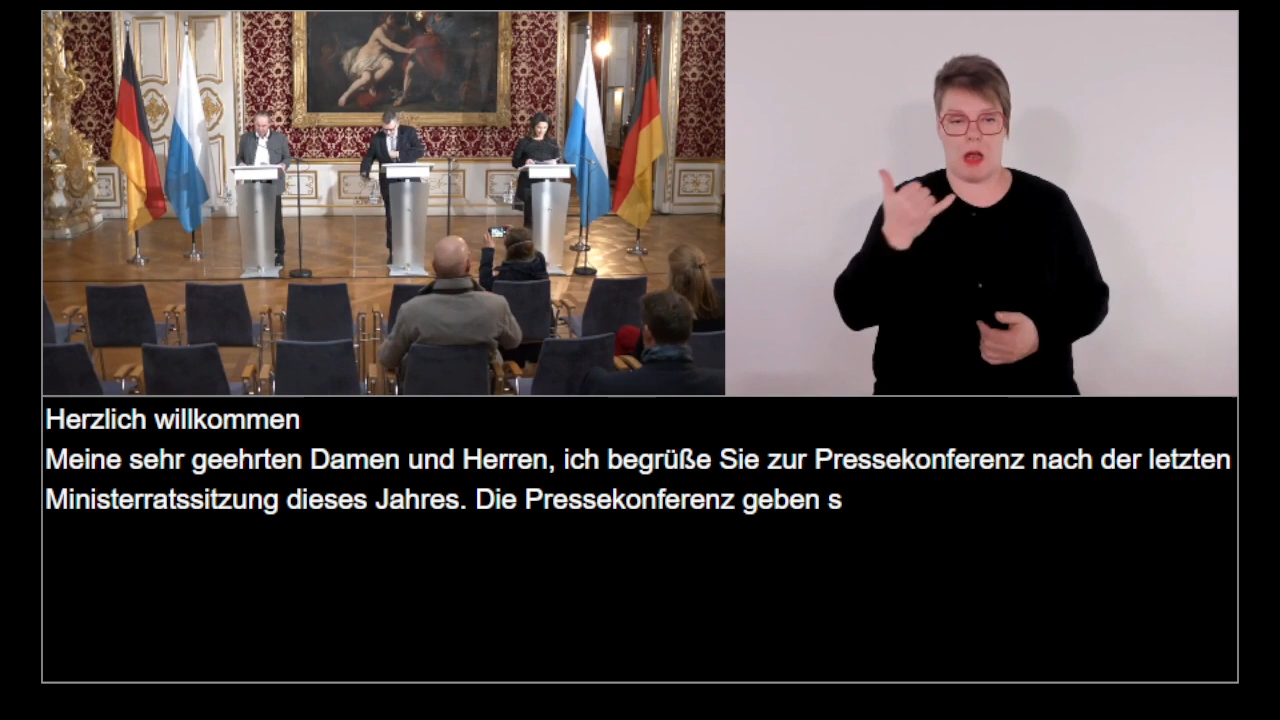 Herzlich willkommen
Meine sehr geehrten Damen und Herren, ich begrüße Sie zur Pressekonferenz nach der letzten
Ministerratssitzung dieses Jahres. Die Pressekonferenz geben s